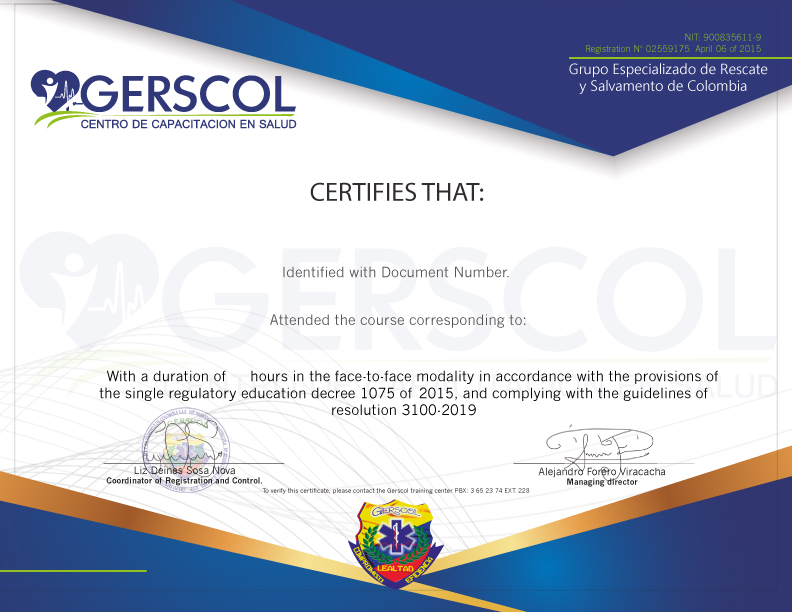 NIT: 900835611-9
Registration N° 02559175 April 06 of 2015
Grupo Especializado de Rescate
y Salvamento de Colombia
GERSCOL
CENTRO DE CAPACITACION EN SALUD
CERTIFIES THAT:
GERSCOL
Identified with Document Number.
Attended the course corresponding to:
SALUD
With a duration of hours in the face-to-face modality in accordance with the provisions of
the single regulatory education decree 1075 of 2015, and complying with the guidelines of
resolution 3100-2019
Liz Deines Sosa Nova
Coordinator of Registration and Control.
Alejandro Forero Viracacha
Managing director
To verify this certificate, please contact the Gerscol training center PBX: 3 65 23 74 EXT. 228
GERSCOL
COMPROMISO
LEALTAD
EFICIENCIA